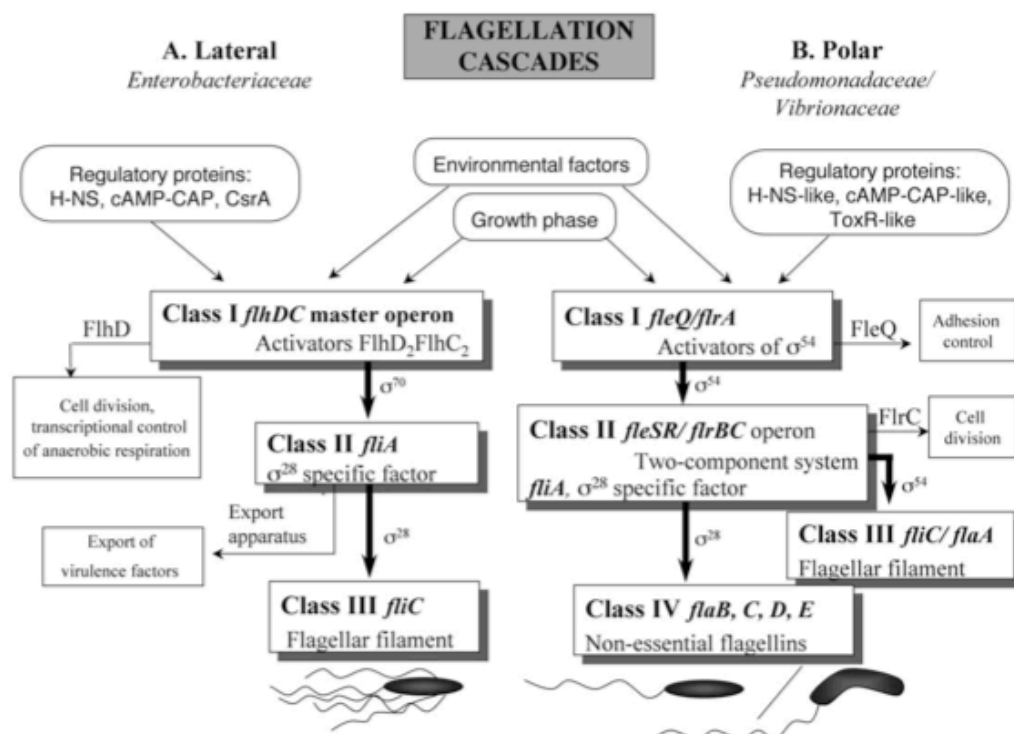 FLAGELLATION
CASCADES
A. Lateral
Enterobacteriaceae
B. Polar
Pseudomonadaceae/
Vibrionaceae
Regulatory proteins:
H-NS, cAMP-CAP, CsrA
Environmental factors
Growth phase
Regulatory proteins:
H-NS-like, cAMP-CAP-like,
ToxR-like
Class I flhDC master operon
Activators FlhD₂FlhC₂
FlhD
Cell division,
transcriptional control
of anaerobic respiration
σ⁷⁰
Class II fliA
σ²⁸ specific factor
Export
apparatus
Export of
virulence factors
σ²⁸
Class III fliC
Flagellar filament
Class I fleQ/flrA
Activators of σ⁵⁴
FleQ
Adhesion
control
σ⁵⁴
Class II fleSR/ flrBC operon
Two-component system
fliA, σ²⁸ specific factor
FlrC
Cell
division
σ⁵⁴
Class III fliC/ flaA
Flagellar filament
σ²⁸
Class IV flaB, C, D, E
Non-essential flagellins